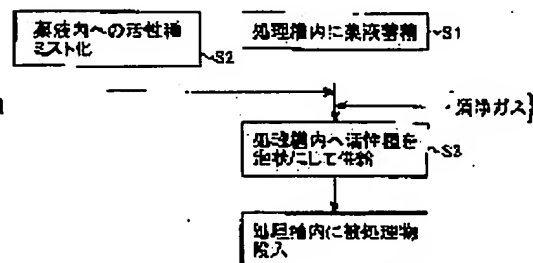 薬液内への活性種
ミスト化
S2
処理槽内に薬液蓄積
S1
清浄ガス
処理槽内へ活性種を
泡状にして供給
S3
処理槽内に被処理物
投入